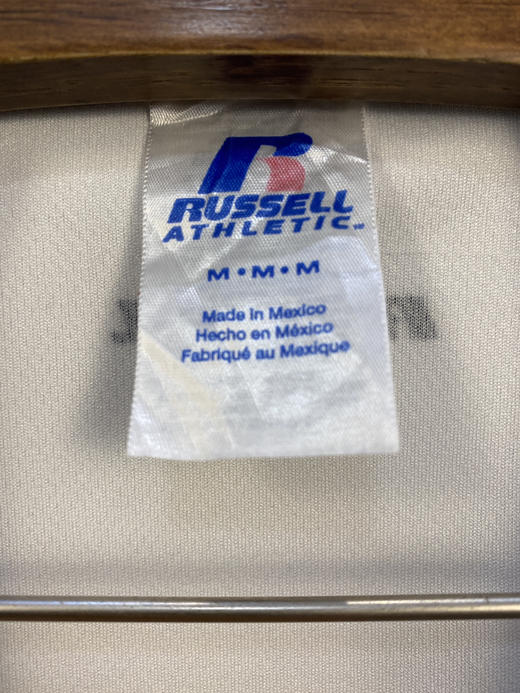 R
RUSSELL
ATHLETIC
M • M • M
Made in Mexico
Hecho en México
Fabriqué au Mexique